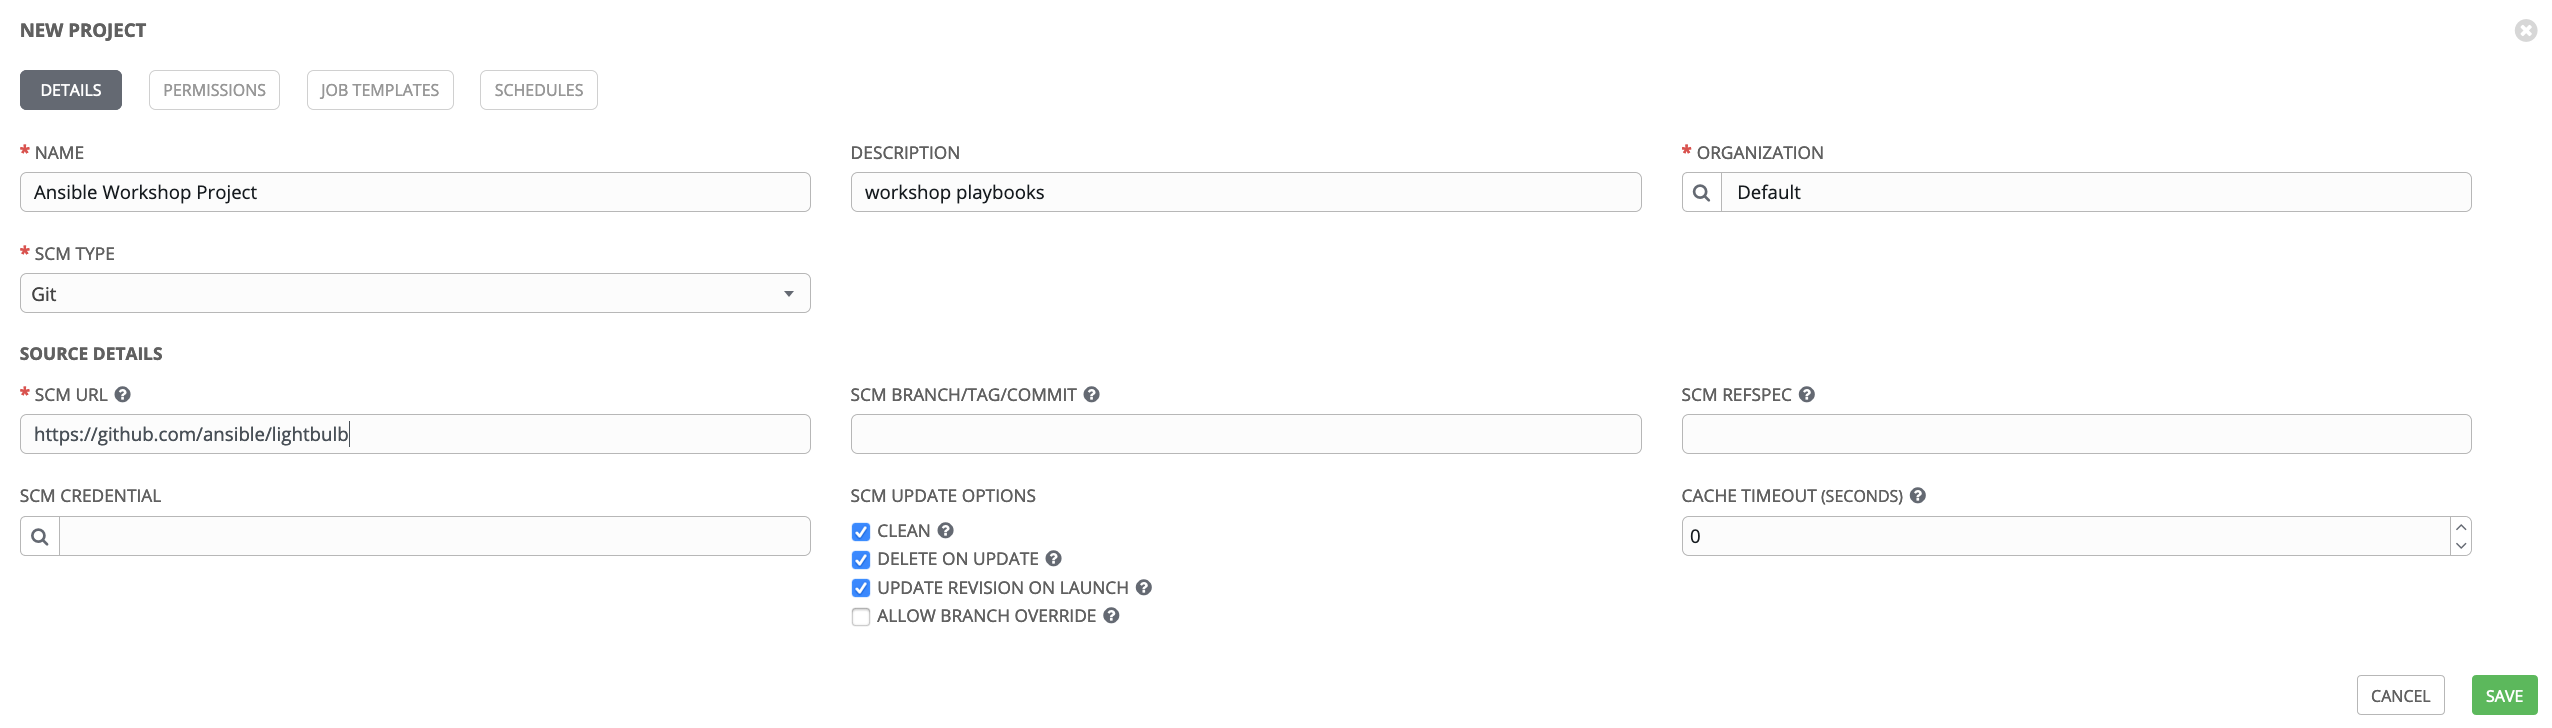 NEW PROJECT
DETAILS PERMISSIONS JOB TEMPLATES SCHEDULES
* NAME DESCRIPTION * ORGANIZATION
Ansible Workshop Project workshop playbooks Default
* SCM TYPE
Git
SOURCE DETAILS
* SCM URL SCM BRANCH/TAG/COMMIT SCM REFSPEC
https://github.com/ansible/lightbulb
SCM CREDENTIAL SCM UPDATE OPTIONS CACHE TIMEOUT (SECONDS)
CLEAN
0
DELETE ON UPDATE
UPDATE REVISION ON LAUNCH
ALLOW BRANCH OVERRIDE
CANCEL SAVE